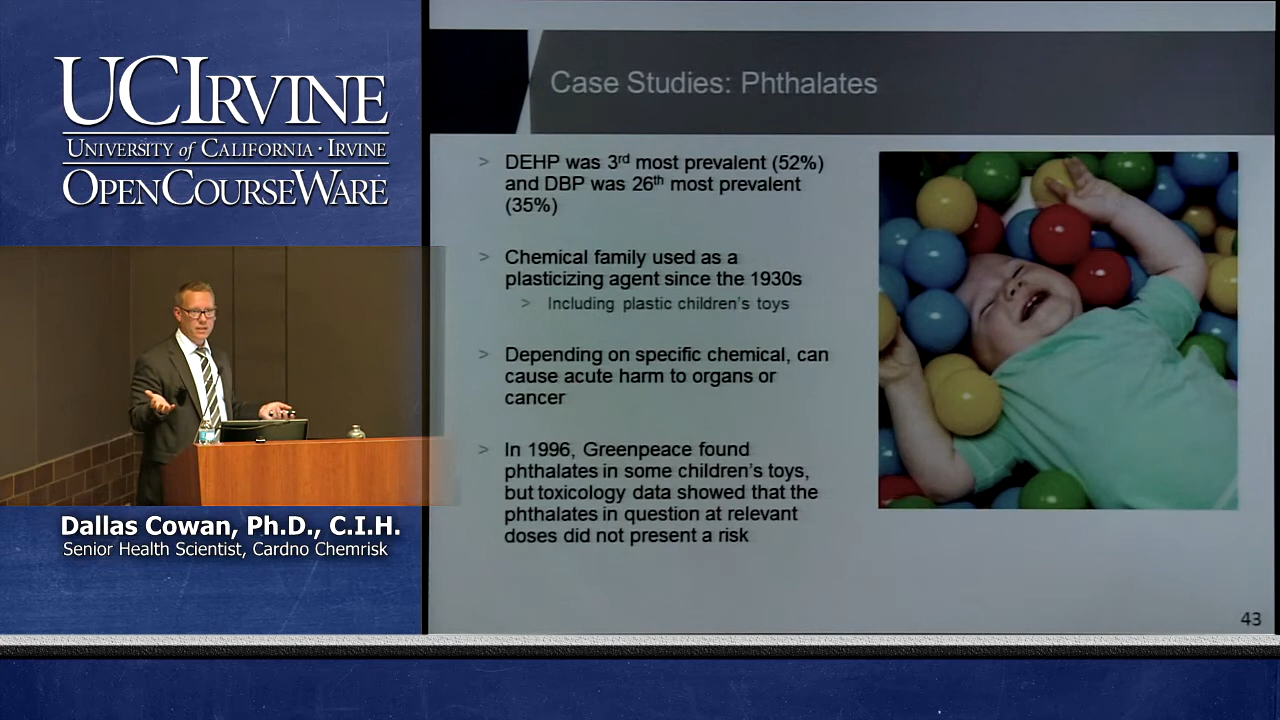 UCIRVINE
UNIVERSITY of CALIFORNIA · IRVINE
OPENCOURSEWARE
Dallas Cowan, Ph.D., C.I.H.
Senior Health Scientist, Cardno Chemrisk
Case Studies: Phthalates
> DEHP was 3rd most prevalent (52%)
and DBP was 26th most prevalent
(35%)
> Chemical family used as a
plasticizing agent since the 1930s
> Including plastic children's toys
> Depending on specific chemical, can
cause acute harm to organs or
cancer
> In 1996, Greenpeace found
phthalates in some children's toys,
but toxicology data showed that the
phthalates in question at relevant
doses did not present a risk
43